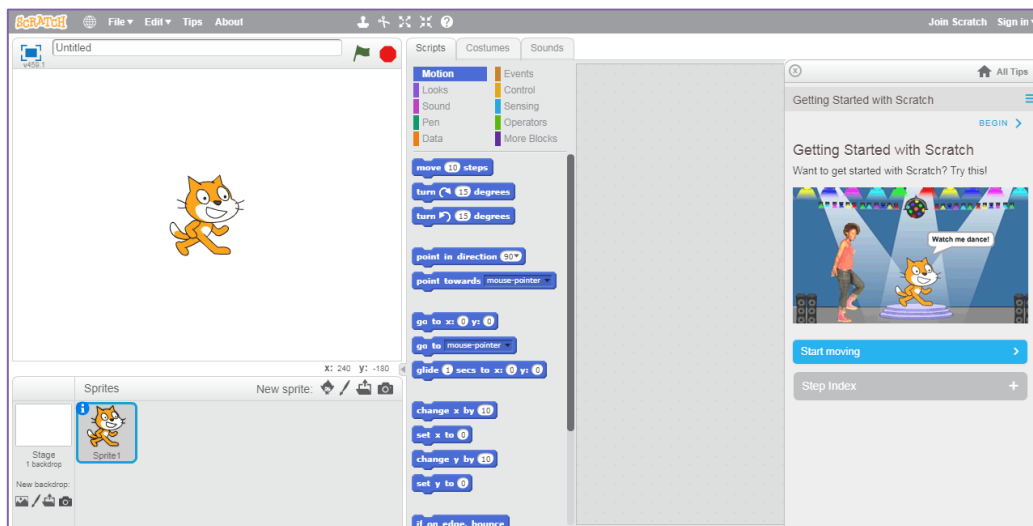 SCRATCH File Edit Tips About Join Scratch Sign in
Untitled
v459.1
x: 240 y: -180
Sprites New sprite:
Sprite1
Stage
1 backdrop
New backdrop:
Scripts Costumes Sounds
Motion Events
Looks Control
Sound Sensing
Pen Operators
Data More Blocks
move 10 steps
turn 15 degrees
turn 15 degrees
point in direction 90
point towards mouse-pointer
go to x: 0 y: 0
go to mouse-pointer
glide 1 secs to x: 0 y: 0
change x by 10
set x to 0
change y by 10
set y to 0
if on edge, bounce
All Tips
Getting Started with Scratch
BEGIN
Getting Started with Scratch
Want to get started with Scratch? Try this!
Watch me dance!
Start moving
Step Index